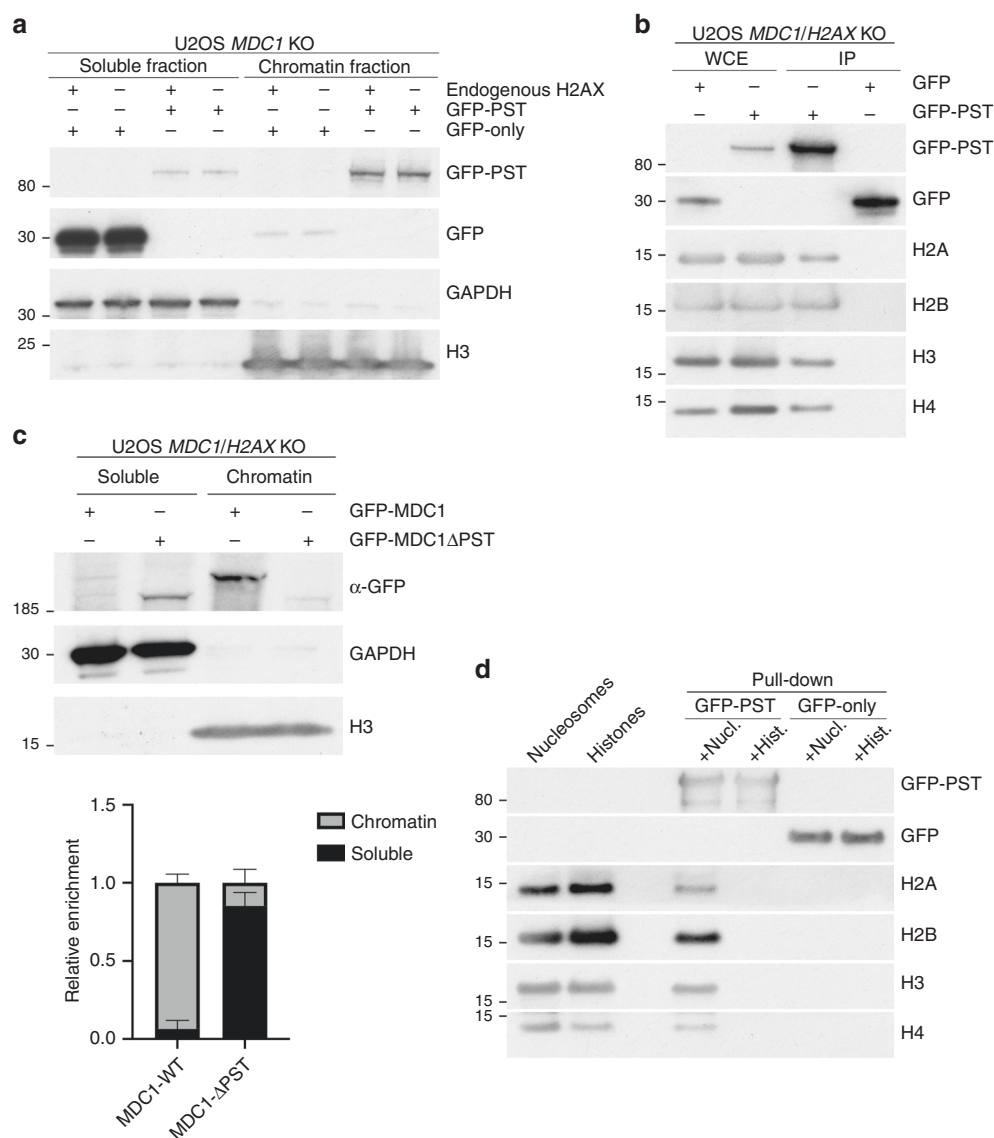 a
U2OS MDC1 KO
Soluble fraction Chromatin fraction
+ − + − + − + − Endogenous H2AX
− − + + − − + + GFP-PST
+ + − − + + − − GFP-only
80 GFP-PST
30 GFP
30 GAPDH
25 H3
b
U2OS MDC1/H2AX KO
WCE IP
+ − − + GFP
− + + − GFP-PST
80 GFP-PST
30 GFP
15 H2A
15 H2B
15 H3
15 H4
c
U2OS MDC1/H2AX KO
Soluble Chromatin
+ − + − GFP-MDC1
− + − + GFP-MDC1ΔPST
185 α-GFP
30 GAPDH
15 H3
Relative enrichment
1.5
1.0
0.5
0.0
Chromatin
Soluble
MDC1-WT
MDC1-ΔPST
d
Pull-down
GFP-PST GFP-only
Nucleosomes Histones +Nucl. +Hist. +Nucl. +Hist.
80 GFP-PST
30 GFP
15 H2A
15 H2B
15 H3
15 H4